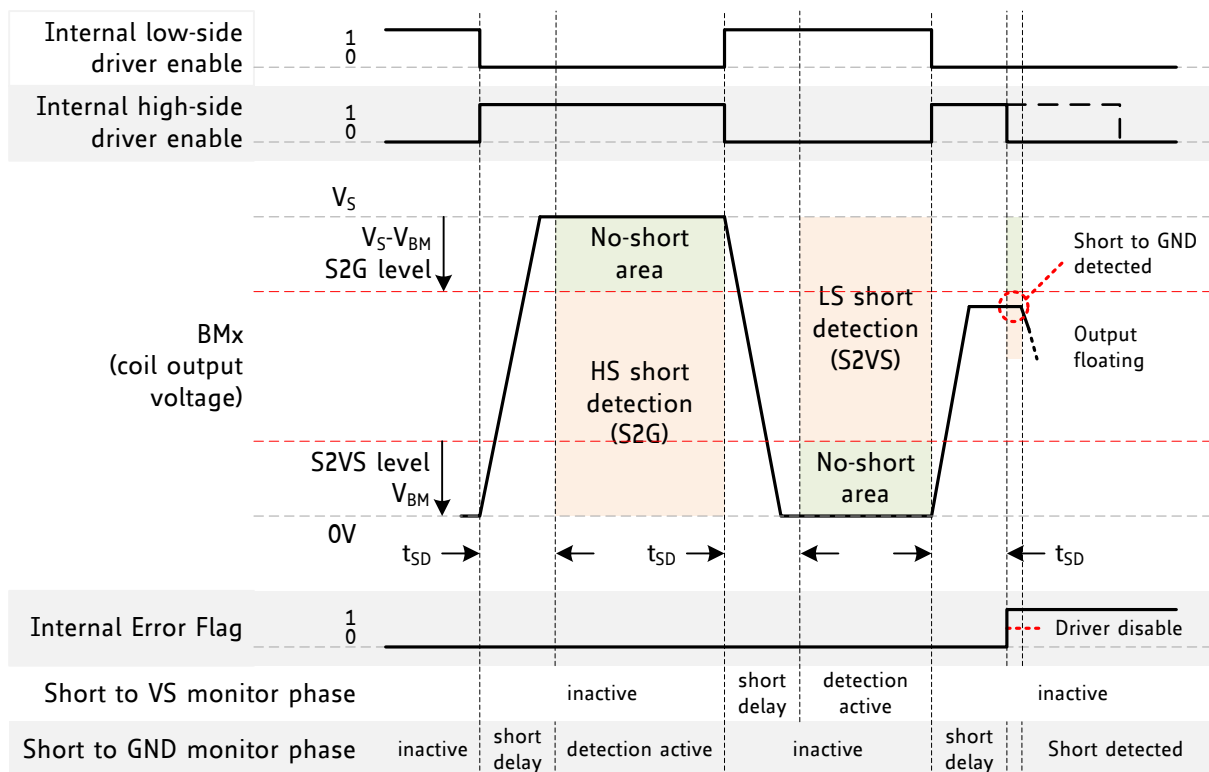 Internal low-side
driver enable
1
0
Internal high-side
driver enable
1
0
VS
VS-VBM
S2G level
No-short
area
Short to GND
detected
BMx
(coil output
voltage)
HS short
detection
(S2G)
LS short
detection
(S2VS)
Output
floating
S2VS level
VBM
No-short
area
0V
tSD
tSD
tSD
Internal Error Flag
1
0
Driver disable
Short to VS monitor phase
inactive
short
delay
detection
active
inactive
Short to GND monitor phase
inactive
short
delay
detection active
inactive
short
delay
Short detected